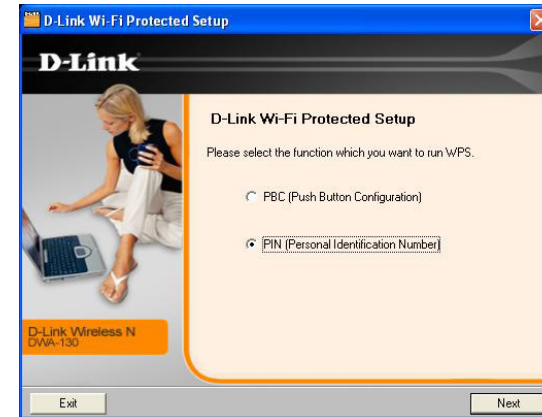 D-Link Wi-Fi Protected Setup
D-Link
D-Link Wi-Fi Protected Setup
Please select the function which you want to run WPS.
PBC (Push Button Configuration)
PIN (Personal Identification Number)
D-Link Wireless N
DWA-130
Exit
Next